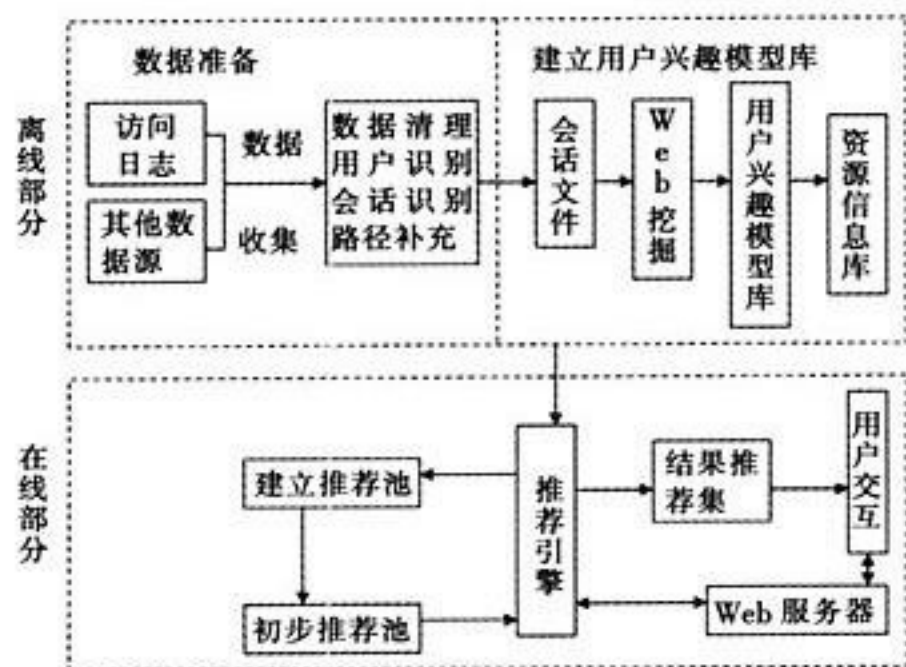 离线部分
数据准备
访问
日志
其他数
据源
数据
收集
数据清理
用户识别
会话识别
路径补充
建立用户兴趣模型库
会话文件
Web挖掘
用户兴趣模型库
资源信息库
在线部分
建立推荐池
初步推荐池
推荐引擎
结果推
荐集
用户交互
Web服务器